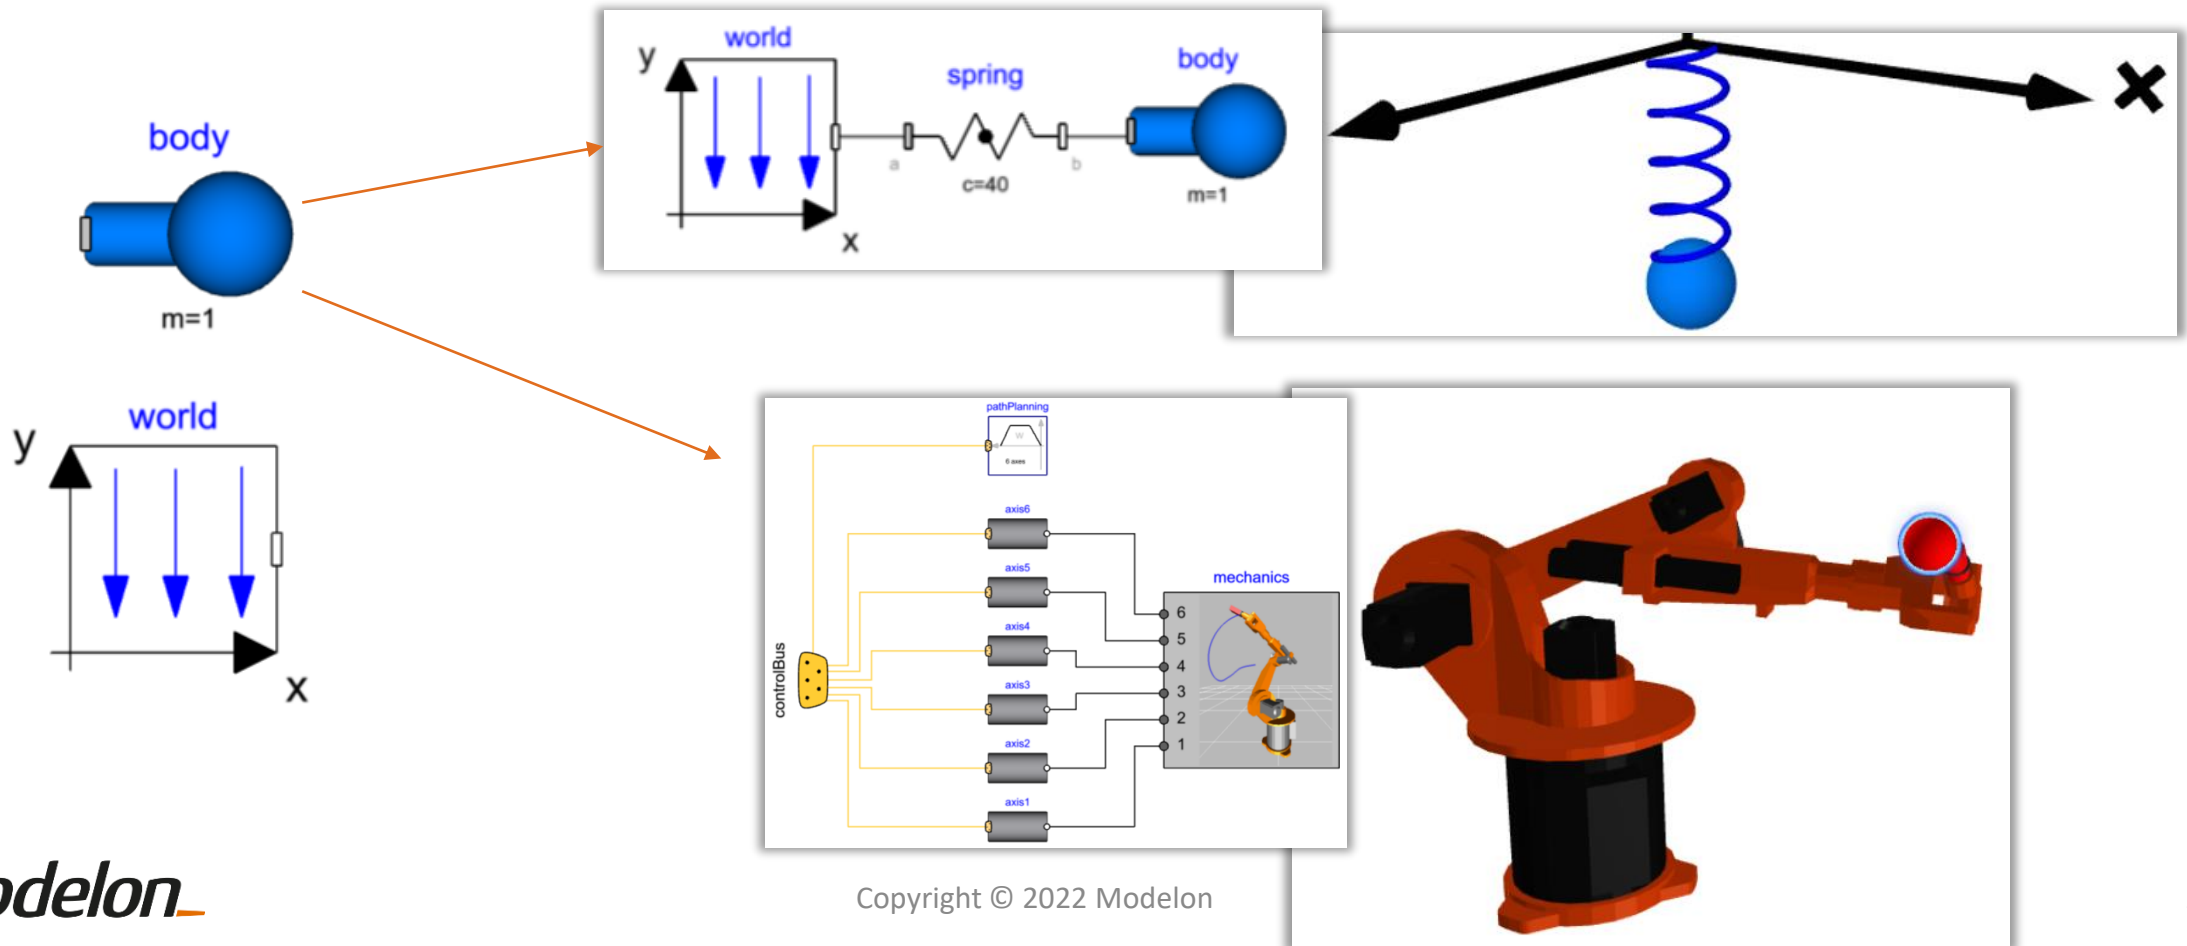 body
m=1
world
y
x
world
y
x
spring
a
b
c=40
body
m=1
x
pathPlanning
w
6 axes
axis6
axis5
axis4
axis3
axis2
axis1
controlBus
mechanics
6
5
4
3
2
1
odelon_
Copyright © 2022 Modelon